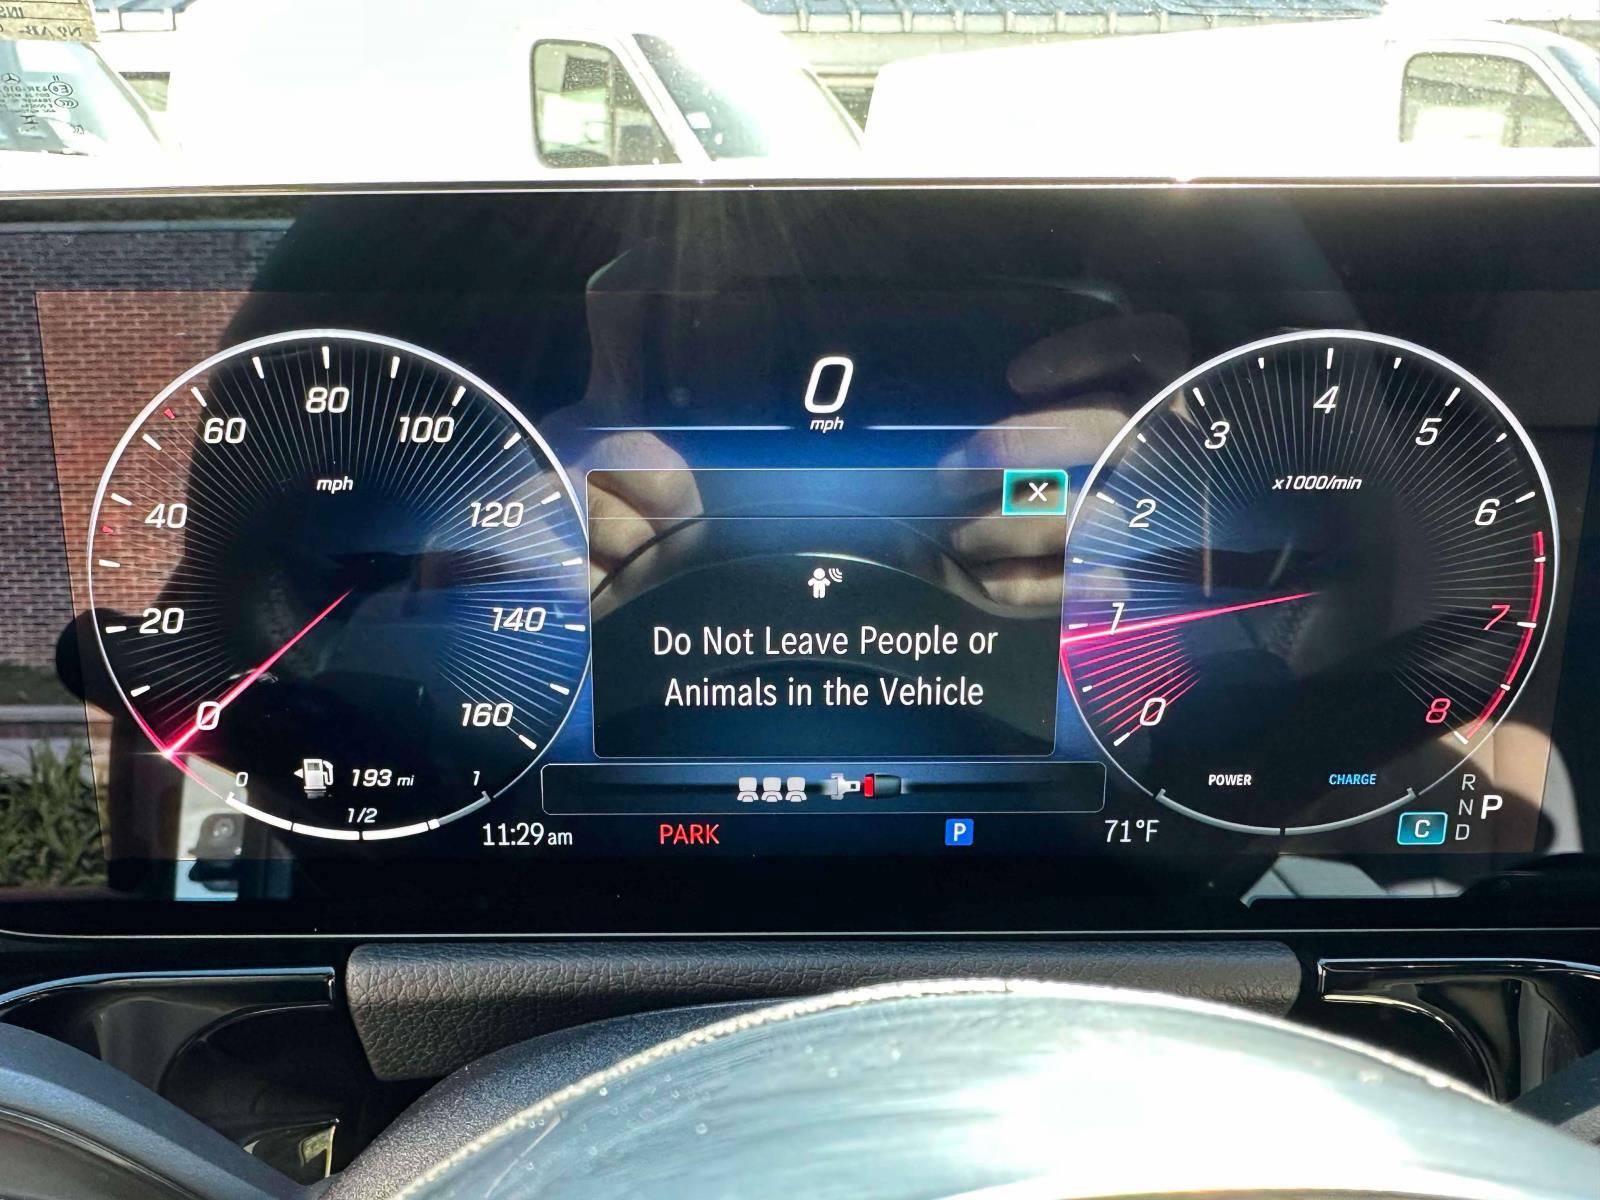 0
mph
80
60
100
mph
40
120
20
140
0
160
0
193 mi
1
1/2
X
Do Not Leave People or
Animals in the Vehicle
4
3
5
x1000/min
2
6
1
7
0
8
POWER
CHARGE
11:29am
PARK
P
71°F
C
R
N
D
P